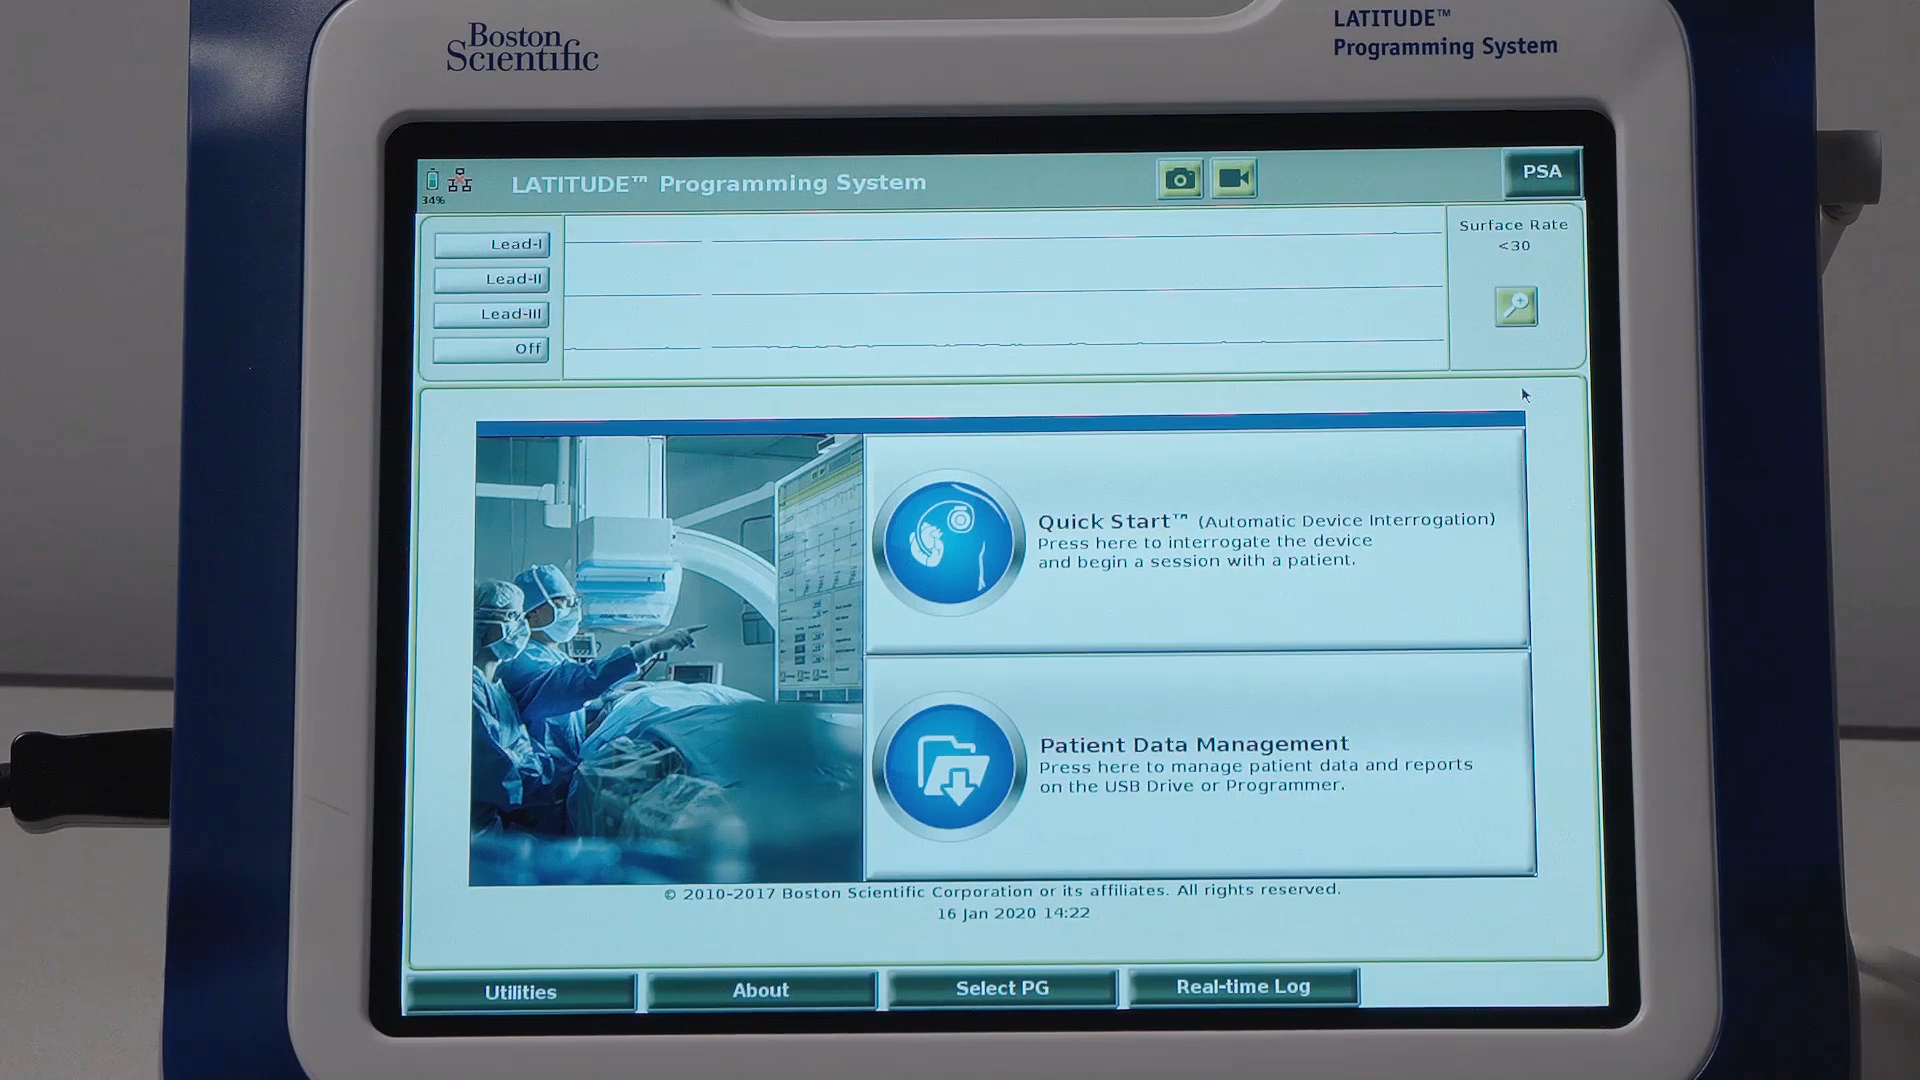 Boston
Scientific
LATITUDE™
Programming System
34%
LATITUDE™ Programming System
PSA
Lead-I
Lead-II
Lead-III
Off
Surface Rate
<30
Quick Start™ (Automatic Device Interrogation)
Press here to interrogate the device
and begin a session with a patient.
Patient Data Management
Press here to manage patient data and reports
on the USB Drive or Programmer.
© 2010-2017 Boston Scientific Corporation or its affiliates. All rights reserved.
16 Jan 2020 14:22
Utilities
About
Select PG
Real-time Log